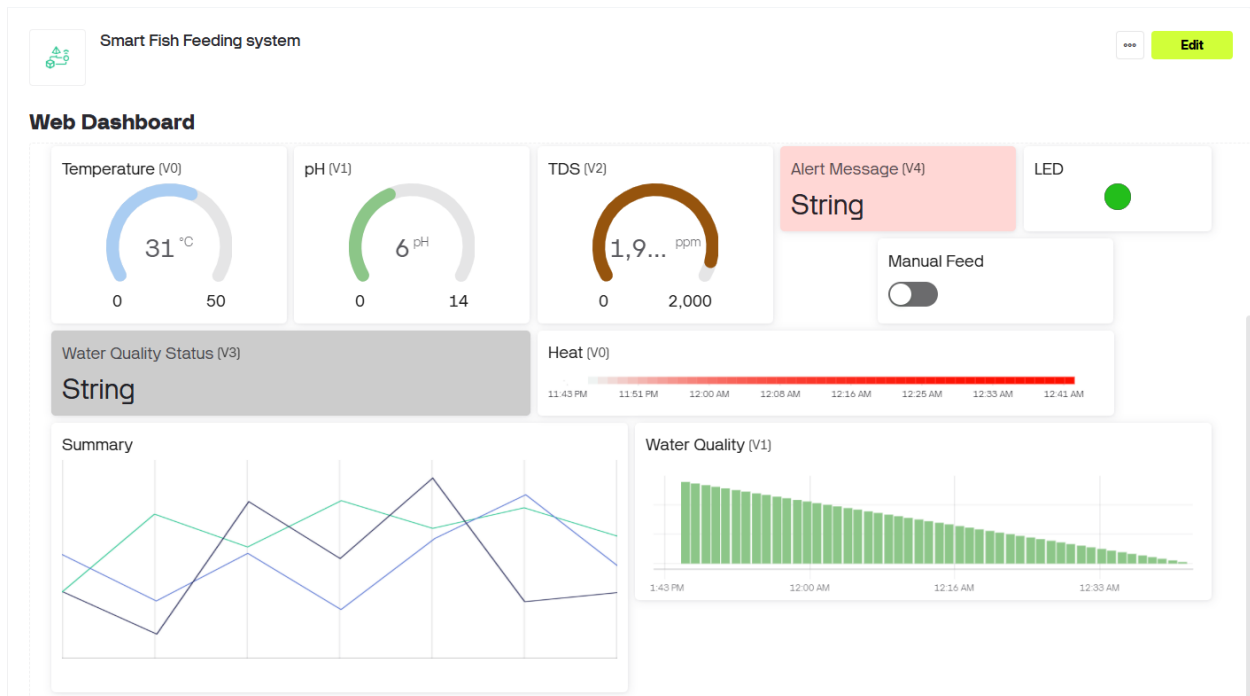 Smart Fish Feeding system
Edit
Web Dashboard
Temperature (V0)
31 °C
0 50
pH (V1)
6 pH
0 14
TDS (V2)
1,9... ppm
0 2,000
Alert Message (V4)
String
LED
Manual Feed
Water Quality Status (V3)
String
Heat (V0)
11:43 PM 11:51 PM 12:00 AM 12:08 AM 12:16 AM 12:25 AM 12:33 AM 12:41 AM
Summary
Water Quality (V1)
1:43 PM 12:00 AM 12:16 AM 12:33 AM